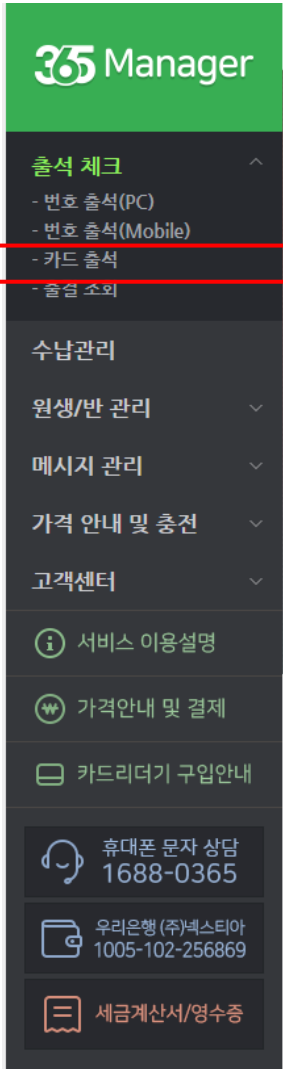 365 Manager
출석 체크
- 번호 출석(PC)
- 번호 출석(Mobile)
- 카드 출석
- 출결 조회
수납관리
원생/반 관리
메시지 관리
가격 안내 및 충전
고객센터
서비스 이용설명
가격안내 및 결제
카드리더기 구입안내
휴대폰 문자 상담
1688-0365
우리은행 (주)넥스티아
1005-102-256869
세금계산서/영수증